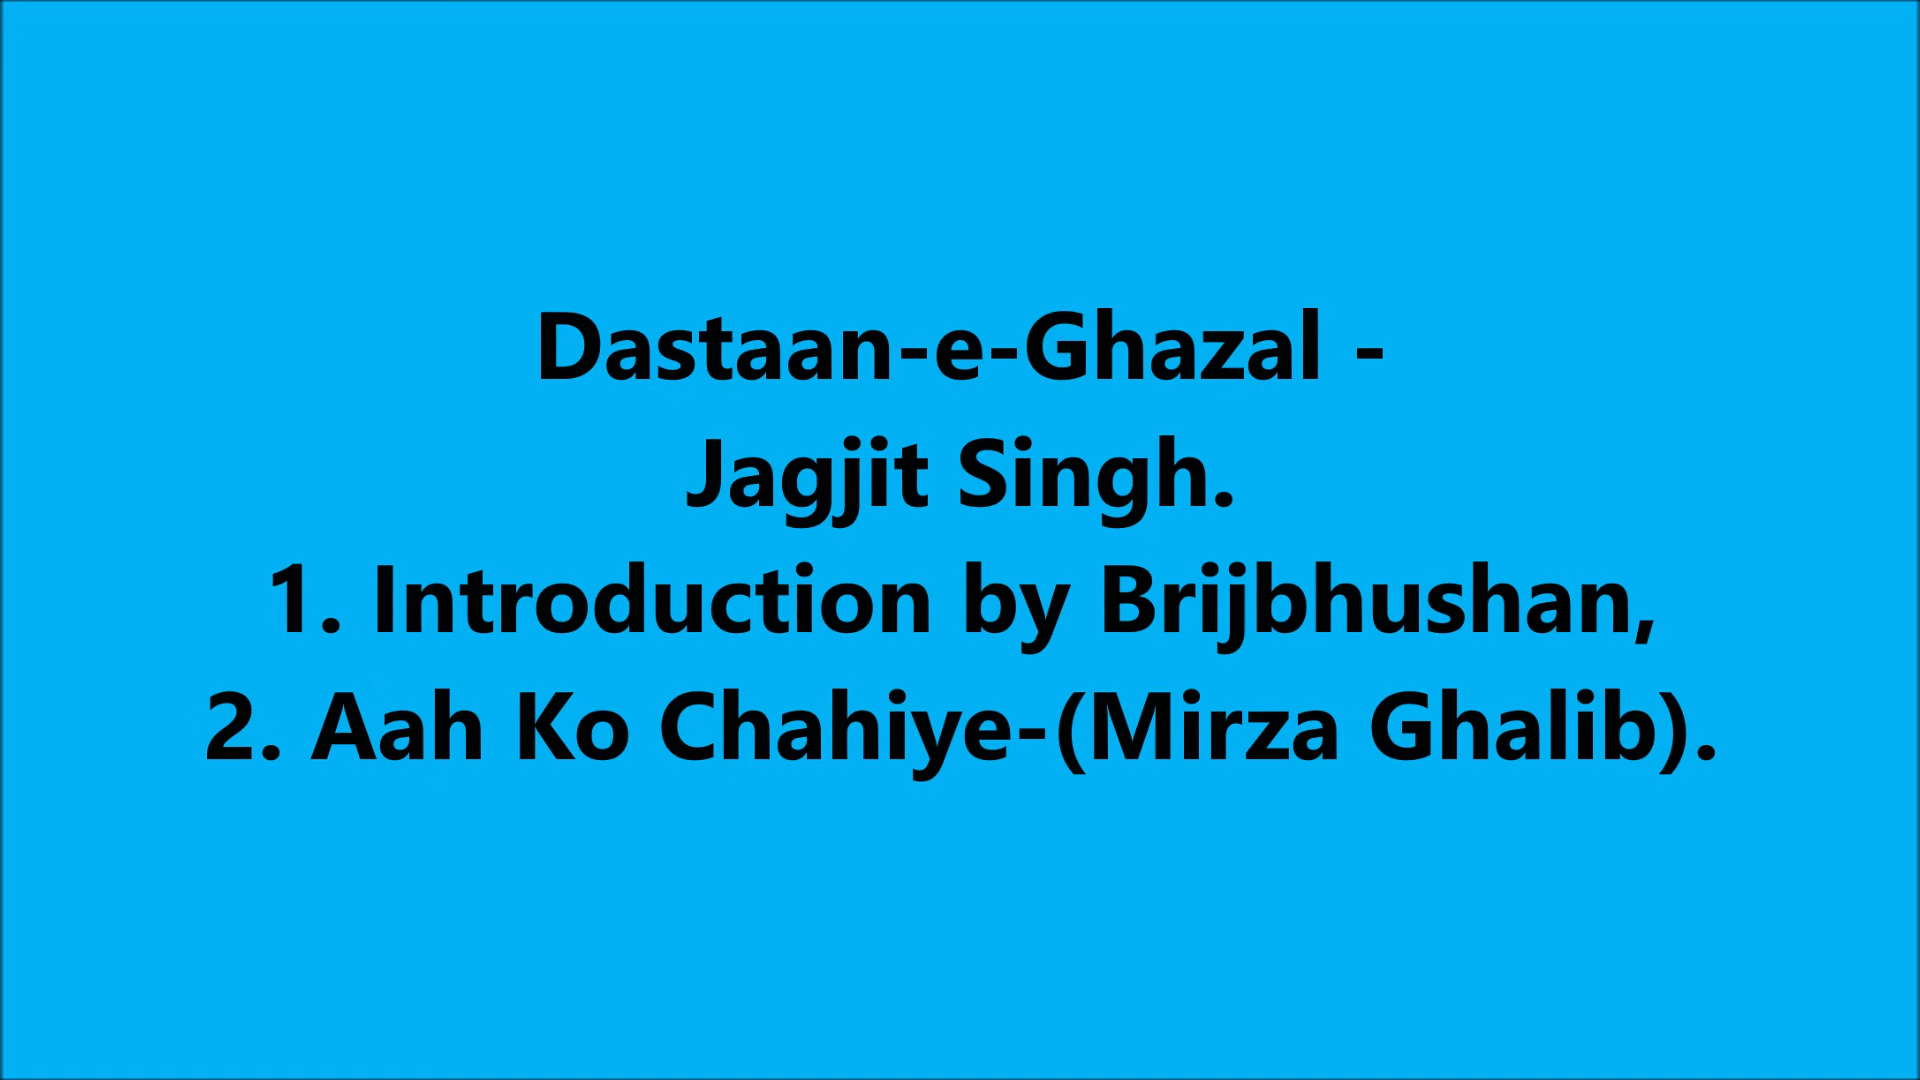 Dastaan-e-Ghazal -
Jagjit Singh.
1. Introduction by Brijbhushan,
2. Aah Ko Chahiye-(Mirza Ghalib).